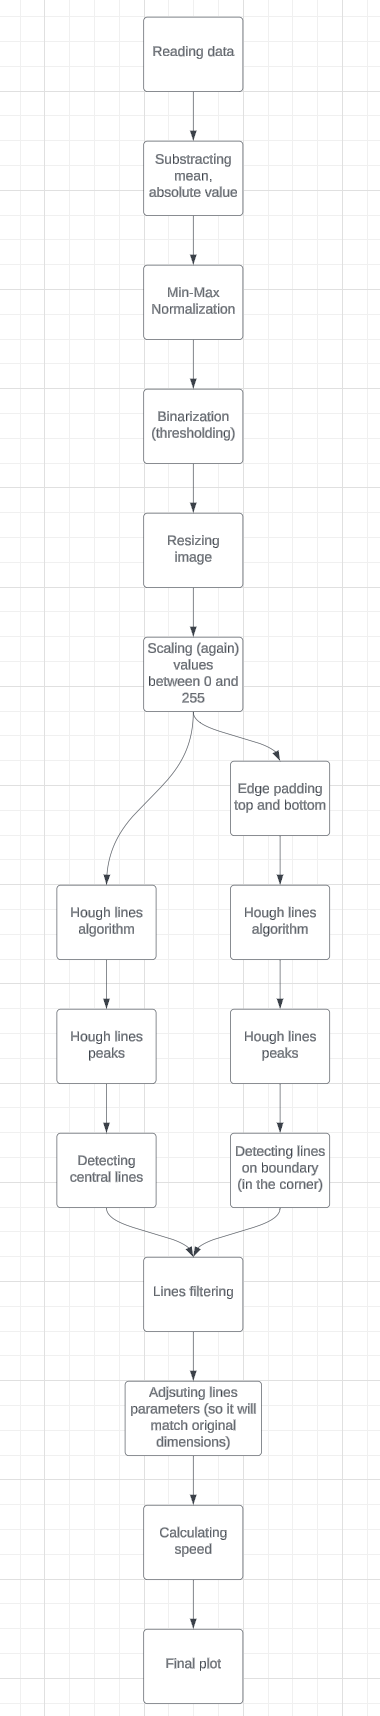 Reading data
Substracting
mean,
absolute value
Min-Max
Normalization
Binarization
(thresholding)
Resizing
image
Scaling (again)
values
between 0 and
255
Edge padding
top and bottom
Hough lines
algorithm
Hough lines
algorithm
Hough lines
peaks
Hough lines
peaks
Detecting
central lines
Detecting lines
on boundary
(in the corner)
Lines filtering
Adjsuting lines
parameters (so it will
match original
dimensions)
Calculating
speed
Final plot